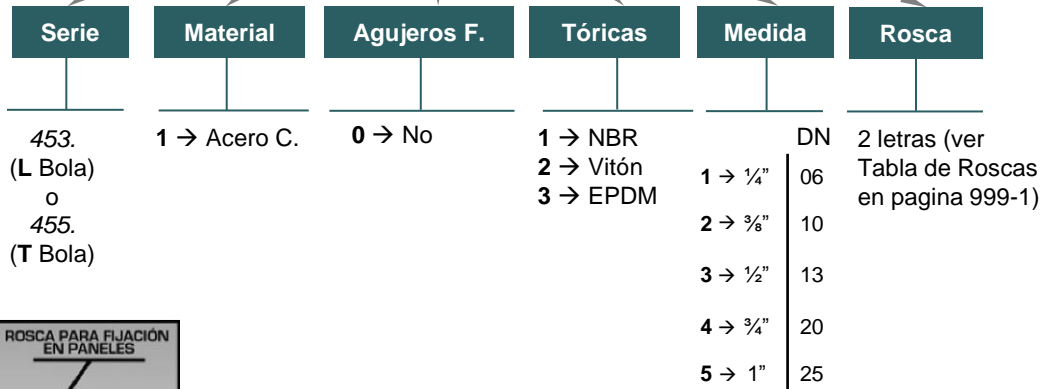 Serie
Material
Agujeros F.
Tóricas
Medida
Rosca
453.
(L Bola)
o
455.
(T Bola)
1 → Acero C.
0 → No
1 → NBR
2 → Vitón
3 → EPDM
DN
1 → ¼” 06
2 → ⅜” 10
3 → ½” 13
4 → ¾” 20
5 → 1” 25
2 letras (ver
Tabla de Roscas
en pagina 999-1)
ROSCA PARA FIJACIÓN
EN PANELES